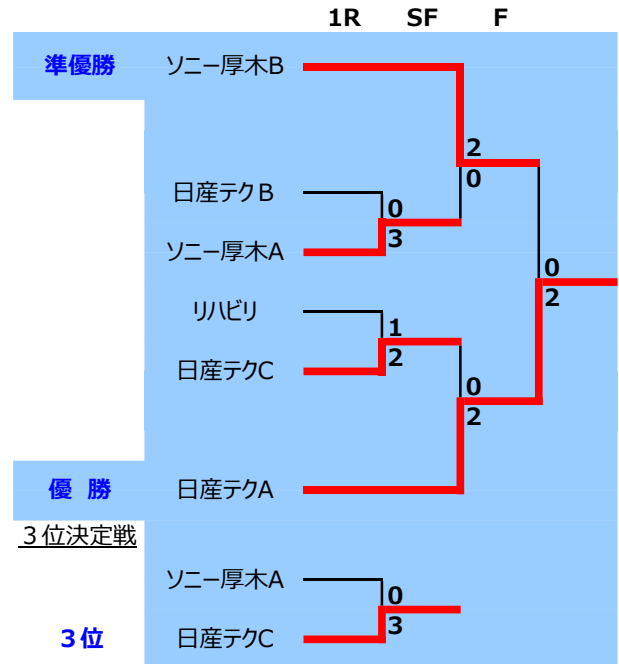 1R SF F
準優勝 ソニー厚木B
2
0
日産テクB
0
3
ソニー厚木A
0
2
リハビリ
1
2
日産テクC
0
2
優 勝 日産テクA
３位決定戦
ソニー厚木A
0
3
３位 日産テクC